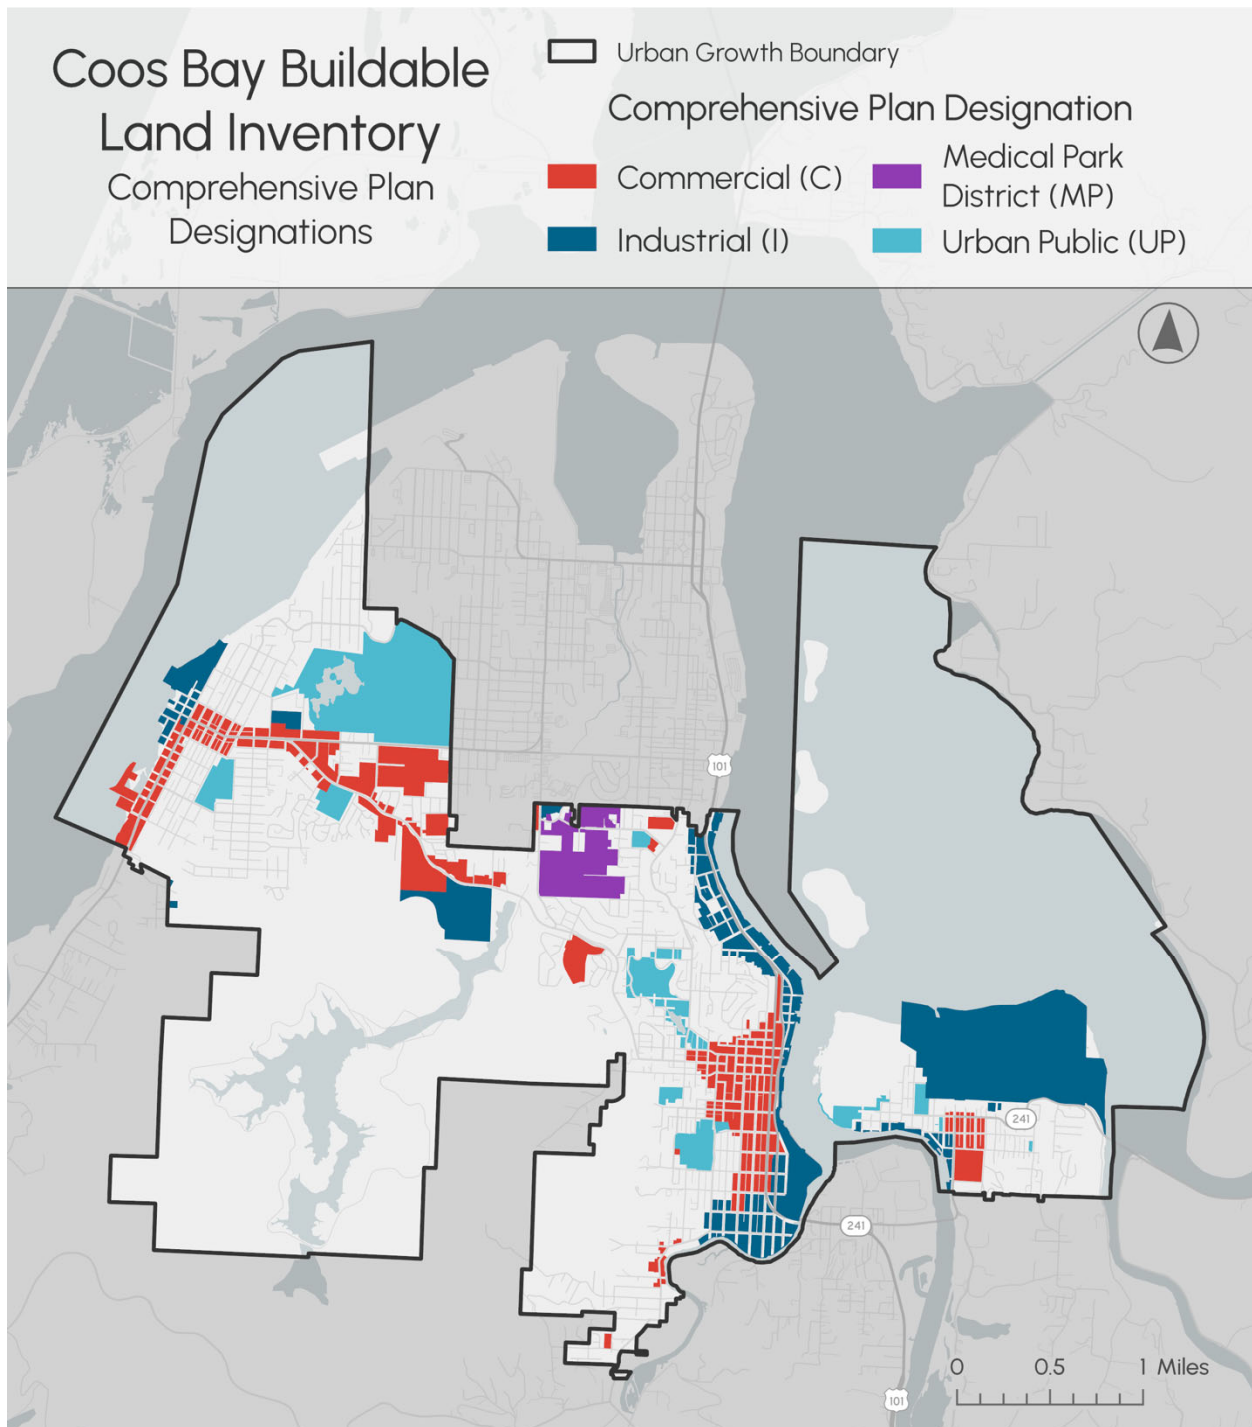 Coos Bay Buildable
Land Inventory
Comprehensive Plan
Designations
Urban Growth Boundary
Comprehensive Plan Designation
Commercial (C)
Industrial (I)
Medical Park
District (MP)
Urban Public (UP)
101
241
241
101
0 0.5 1 Miles